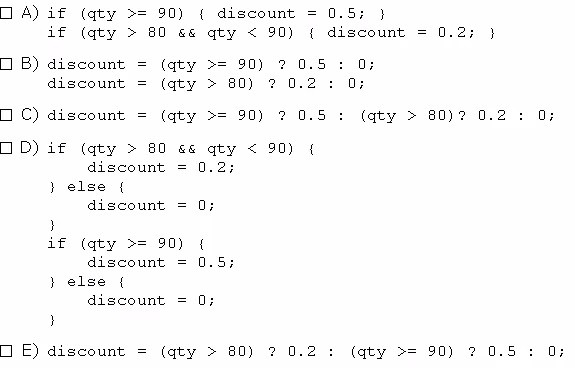 A) if (qty >= 90) { discount = 0.5; }
if (qty > 80 && qty < 90) { discount = 0.2; }
B) discount = (qty >= 90) ? 0.5 : 0;
discount = (qty > 80) ? 0.2 : 0;
C) discount = (qty >= 90) ? 0.5 : (qty > 80)? 0.2 : 0;
D) if (qty > 80 && qty < 90) {
discount = 0.2;
} else {
discount = 0;
}
if (qty >= 90) {
discount = 0.5;
} else {
discount = 0;
}
E) discount = (qty > 80) ? 0.2 : (qty >= 90) ? 0.5 : 0;